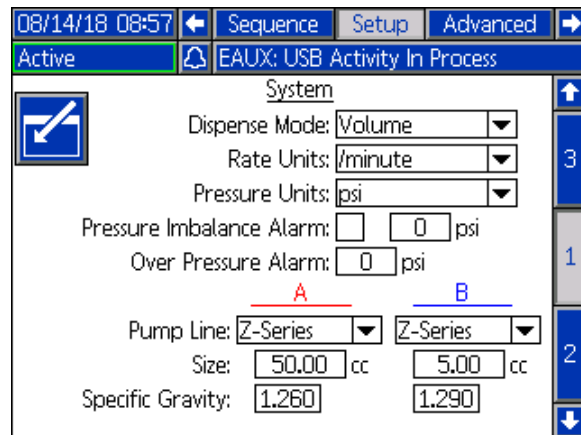 08/14/18 08:57 Sequence Setup Advanced
Active EAUX: USB Activity In Process
System
Dispense Mode: Volume
Rate Units: /minute
3
Pressure Units: psi
Pressure Imbalance Alarm: 0 psi
Over Pressure Alarm: 0 psi
1
A B
Pump Line: Z-Series Z-Series
Size: 50.00 cc 5.00 cc
2
Specific Gravity: 1.260 1.290